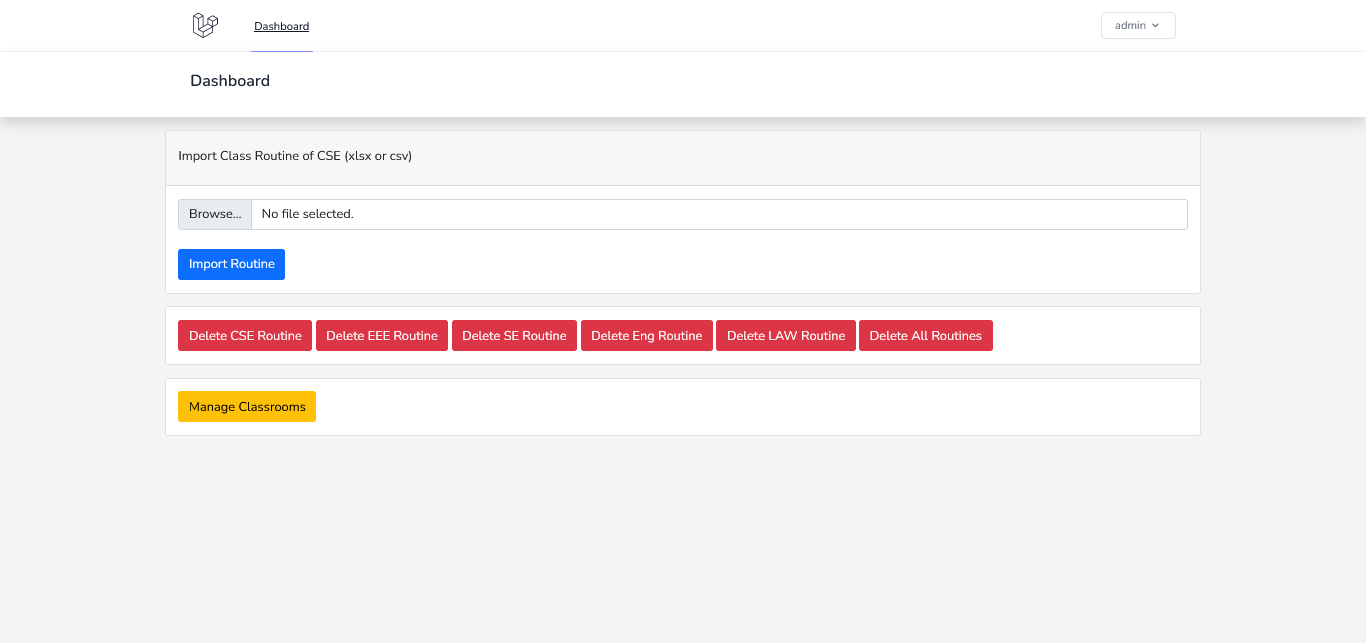 Dashboard
admin
Dashboard
Import Class Routine of CSE (xlsx or csv)
Browse... No file selected.
Import Routine
Delete CSE Routine Delete EEE Routine Delete SE Routine Delete Eng Routine Delete LAW Routine Delete All Routines
Manage Classrooms